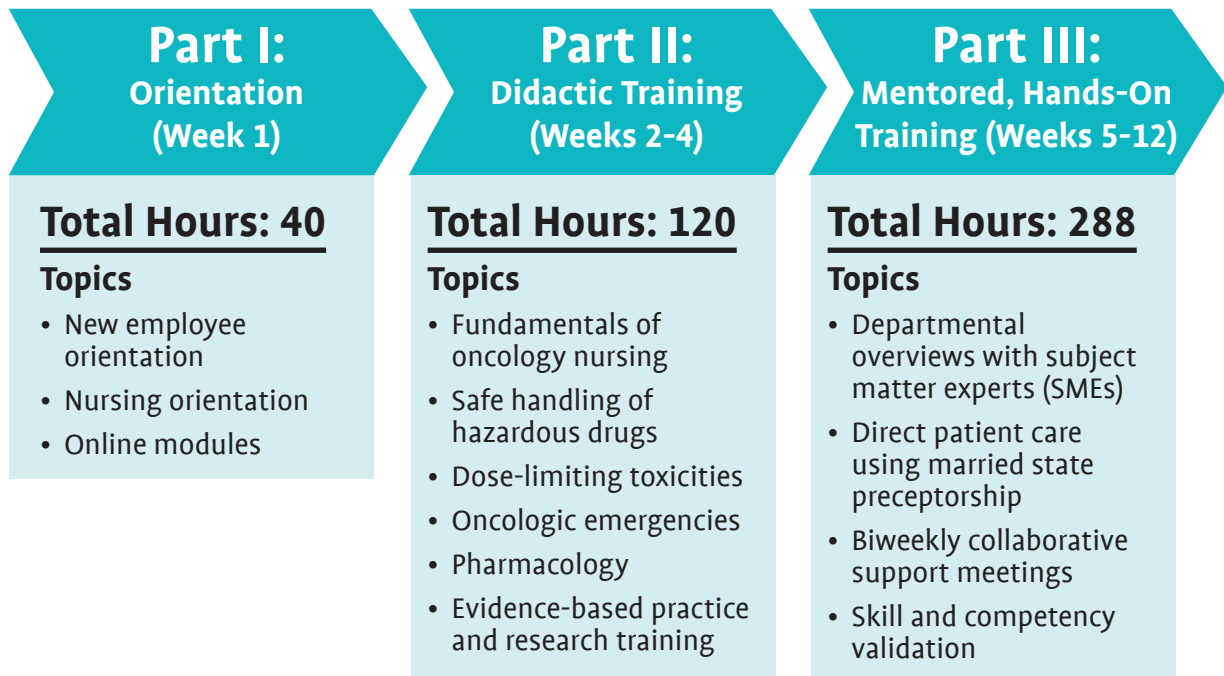 Part I:
Orientation
(Week 1)
Total Hours: 40
Topics
• New employee
orientation
• Nursing orientation
• Online modules
Part II:
Didactic Training
(Weeks 2-4)
Total Hours: 120
Topics
• Fundamentals of
oncology nursing
• Safe handling of
hazardous drugs
• Dose-limiting toxicities
• Oncologic emergencies
• Pharmacology
• Evidence-based practice
and research training
Part III:
Mentored, Hands-On
Training (Weeks 5-12)
Total Hours: 288
Topics
• Departmental
overviews with subject
matter experts (SMEs)
• Direct patient care
using married state
preceptorship
• Biweekly collaborative
support meetings
• Skill and competency
validation